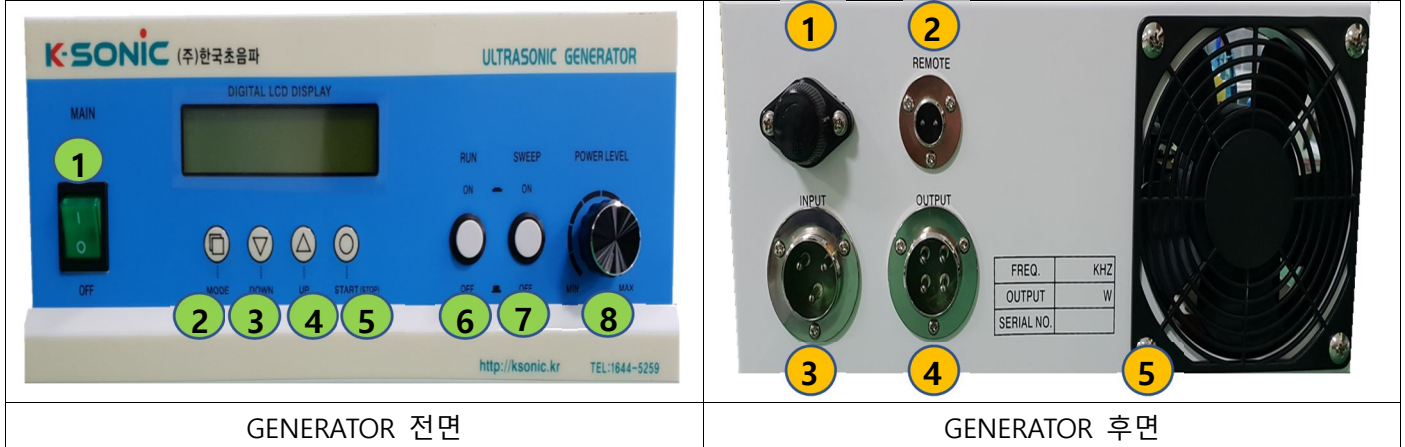 K-SONIC (주)한국초음파
ULTRASONIC GENERATOR
DIGITAL LCD DISPLAY
MAIN
1
OFF
MODE
DOWN
UP
START(STOP)
2
3
4
5
RUN
SWEEP
POWER LEVEL
ON
ON
OFF
OFF
MIN
MAX
6
7
8
http://ksonic.kr
TEL:1644-5259
GENERATOR 전면
1
2
REMOTE
INPUT
OUTPUT
FREQ. KHZ
OUTPUT W
SERIAL NO.
3
4
5
GENERATOR 후면